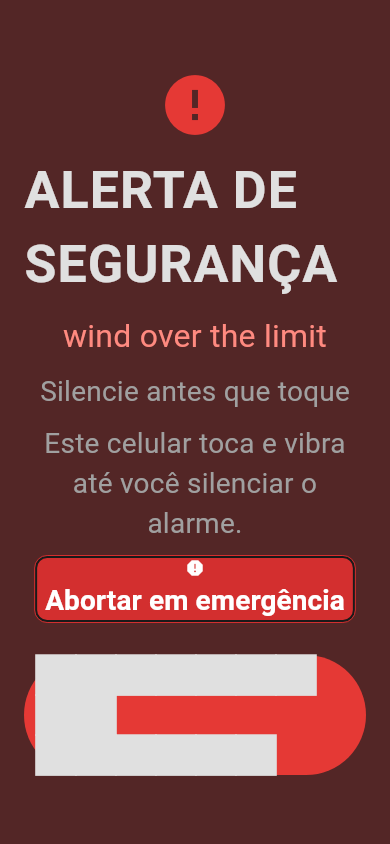 ALERTA DE
SEGURANÇA
wind over the limit
Silencie antes que toque
Este celular toca e vibra
até você silenciar o
alarme.
Abortar em emergência